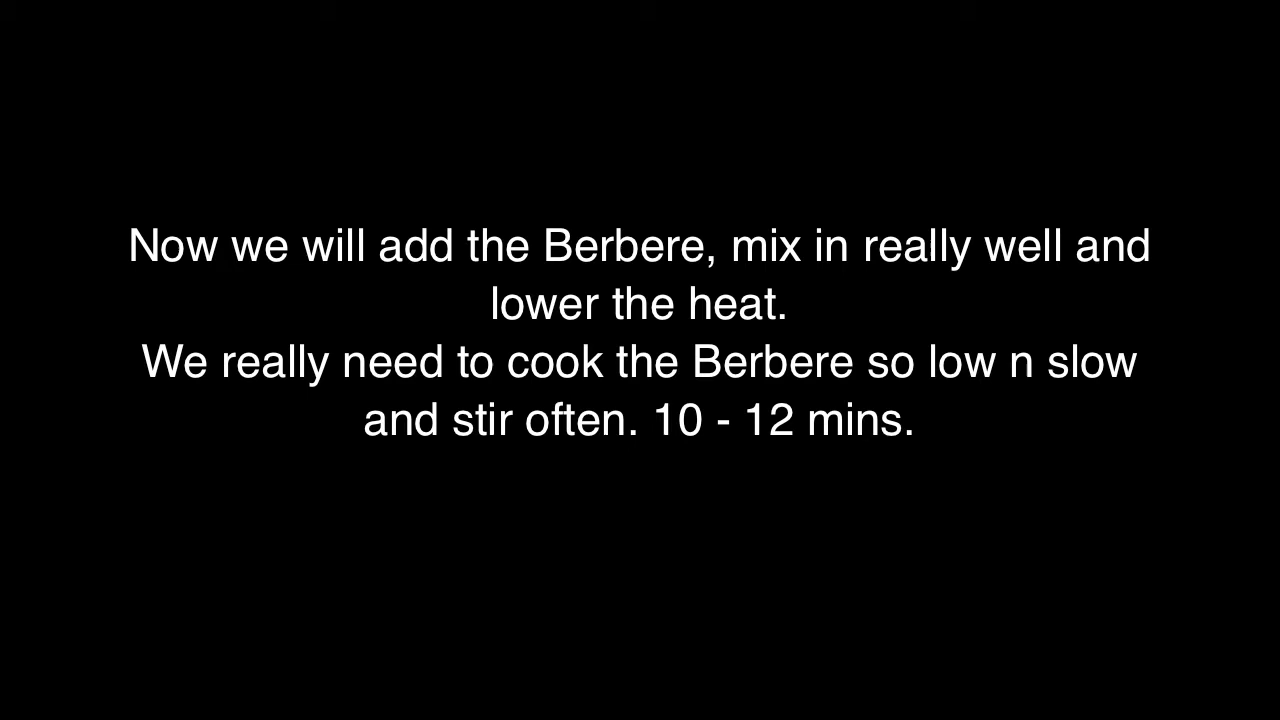 Now we will add the Berbere, mix in really well and
lower the heat.
We really need to cook the Berbere so low n slow
and stir often. 10 - 12 mins.